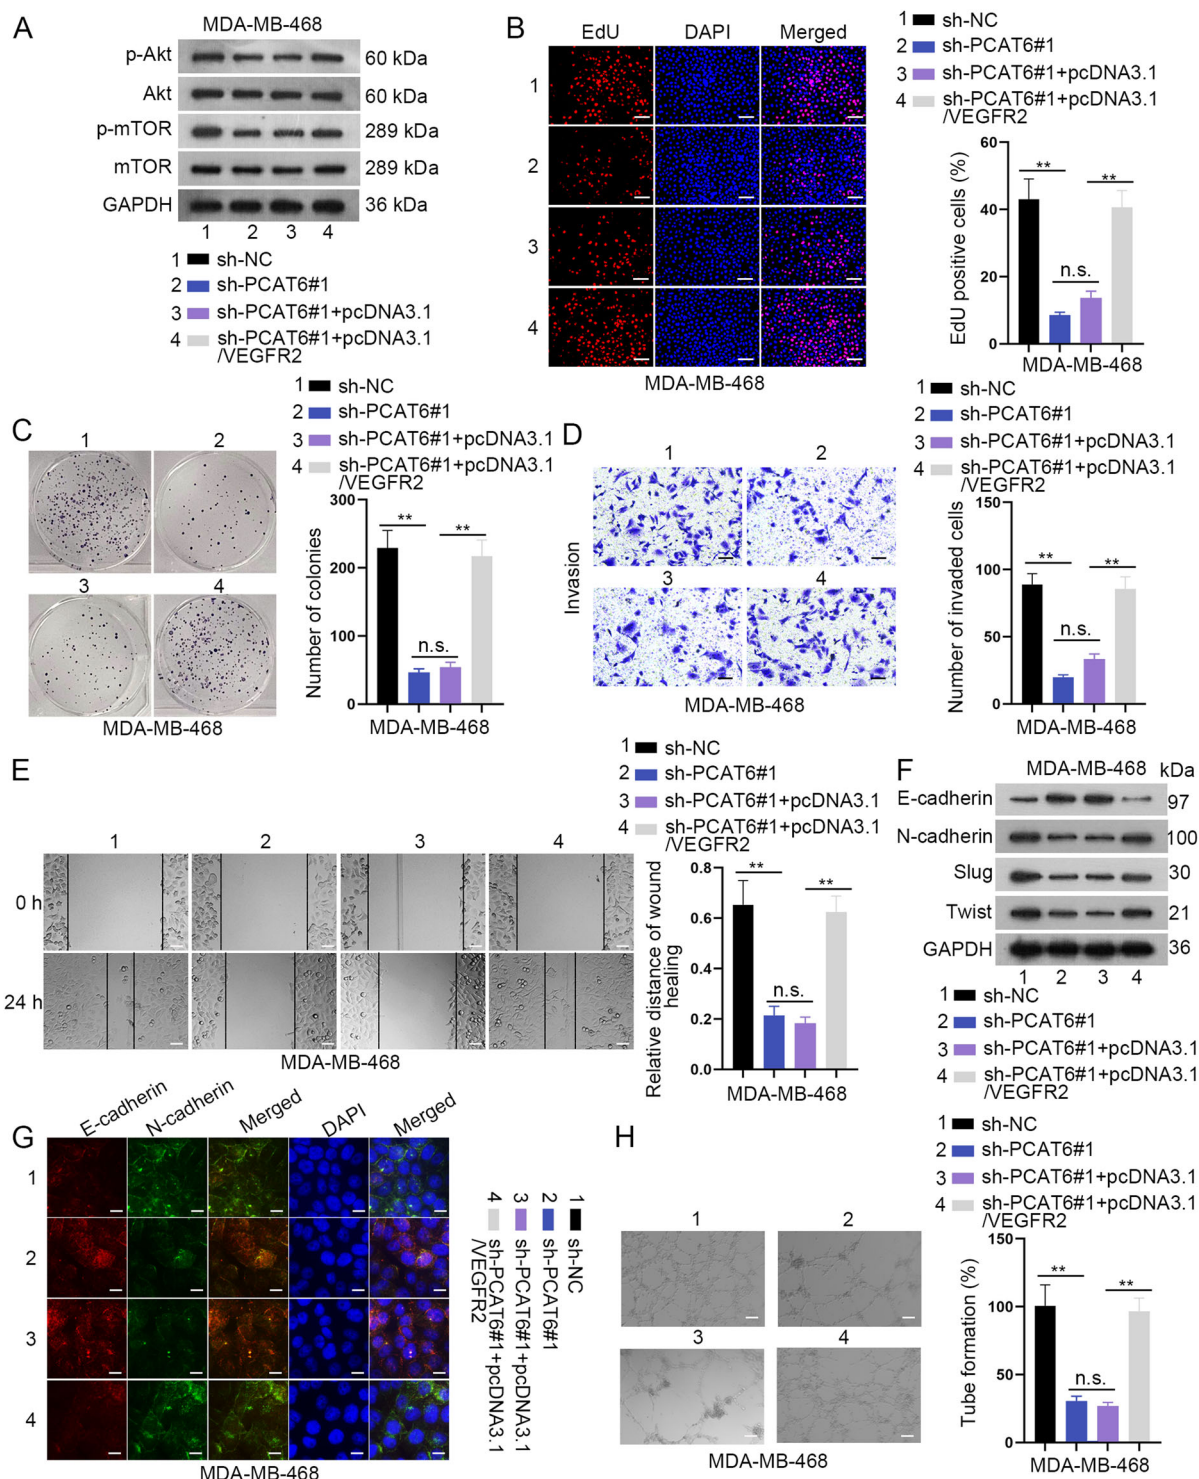 A
MDA-MB-468
p-Akt 60 kDa
Akt 60 kDa
p-mTOR 289 kDa
mTOR 289 kDa
GAPDH 36 kDa
1 2 3 4
1 sh-NC
2 sh-PCAT6#1
3 sh-PCAT6#1+pcDNA3.1
4 sh-PCAT6#1+pcDNA3.1
/VEGFR2
B
EdU DAPI Merged
1
2
3
4
MDA-MB-468
1 sh-NC
2 sh-PCAT6#1
3 sh-PCAT6#1+pcDNA3.1
4 sh-PCAT6#1+pcDNA3.1
/VEGFR2
EdU positive cells (%)
60
40
20
0
** **
n.s.
MDA-MB-468
C
1 2
3 4
MDA-MB-468
1 sh-NC
2 sh-PCAT6#1
3 sh-PCAT6#1+pcDNA3.1
4 sh-PCAT6#1+pcDNA3.1
/VEGFR2
Number of colonies
300
200
100
0
** **
n.s.
MDA-MB-468
D
Invasion
1 2
3 4
MDA-MB-468
1 sh-NC
2 sh-PCAT6#1
3 sh-PCAT6#1+pcDNA3.1
4 sh-PCAT6#1+pcDNA3.1
/VEGFR2
Number of invaded cells
150
100
50
0
** **
n.s.
MDA-MB-468
E
1 2 3 4
0 h
24 h
MDA-MB-468
1 sh-NC
2 sh-PCAT6#1
3 sh-PCAT6#1+pcDNA3.1
4 sh-PCAT6#1+pcDNA3.1
/VEGFR2
Relative distance of wound
healing
0.8
0.6
0.4
0.2
0.0
** **
n.s.
MDA-MB-468
F
MDA-MB-468 kDa
E-cadherin 97
N-cadherin 100
Slug 30
Twist 21
GAPDH 36
1 2 3 4
1 sh-NC
2 sh-PCAT6#1
3 sh-PCAT6#1+pcDNA3.1
4 sh-PCAT6#1+pcDNA3.1
/VEGFR2
G
E-cadherin N-cadherin Merged DAPI Merged
1
2
3
4
MDA-MB-468
1 sh-NC
2 sh-PCAT6#1
3 sh-PCAT6#1+pcDNA3.1
4 sh-PCAT6#1+pcDNA3.1
/VEGFR2
H
1 2
3 4
MDA-MB-468
1 sh-NC
2 sh-PCAT6#1
3 sh-PCAT6#1+pcDNA3.1
4 sh-PCAT6#1+pcDNA3.1
/VEGFR2
Tube formation (%)
150
100
50
0
** **
n.s.
MDA-MB-468